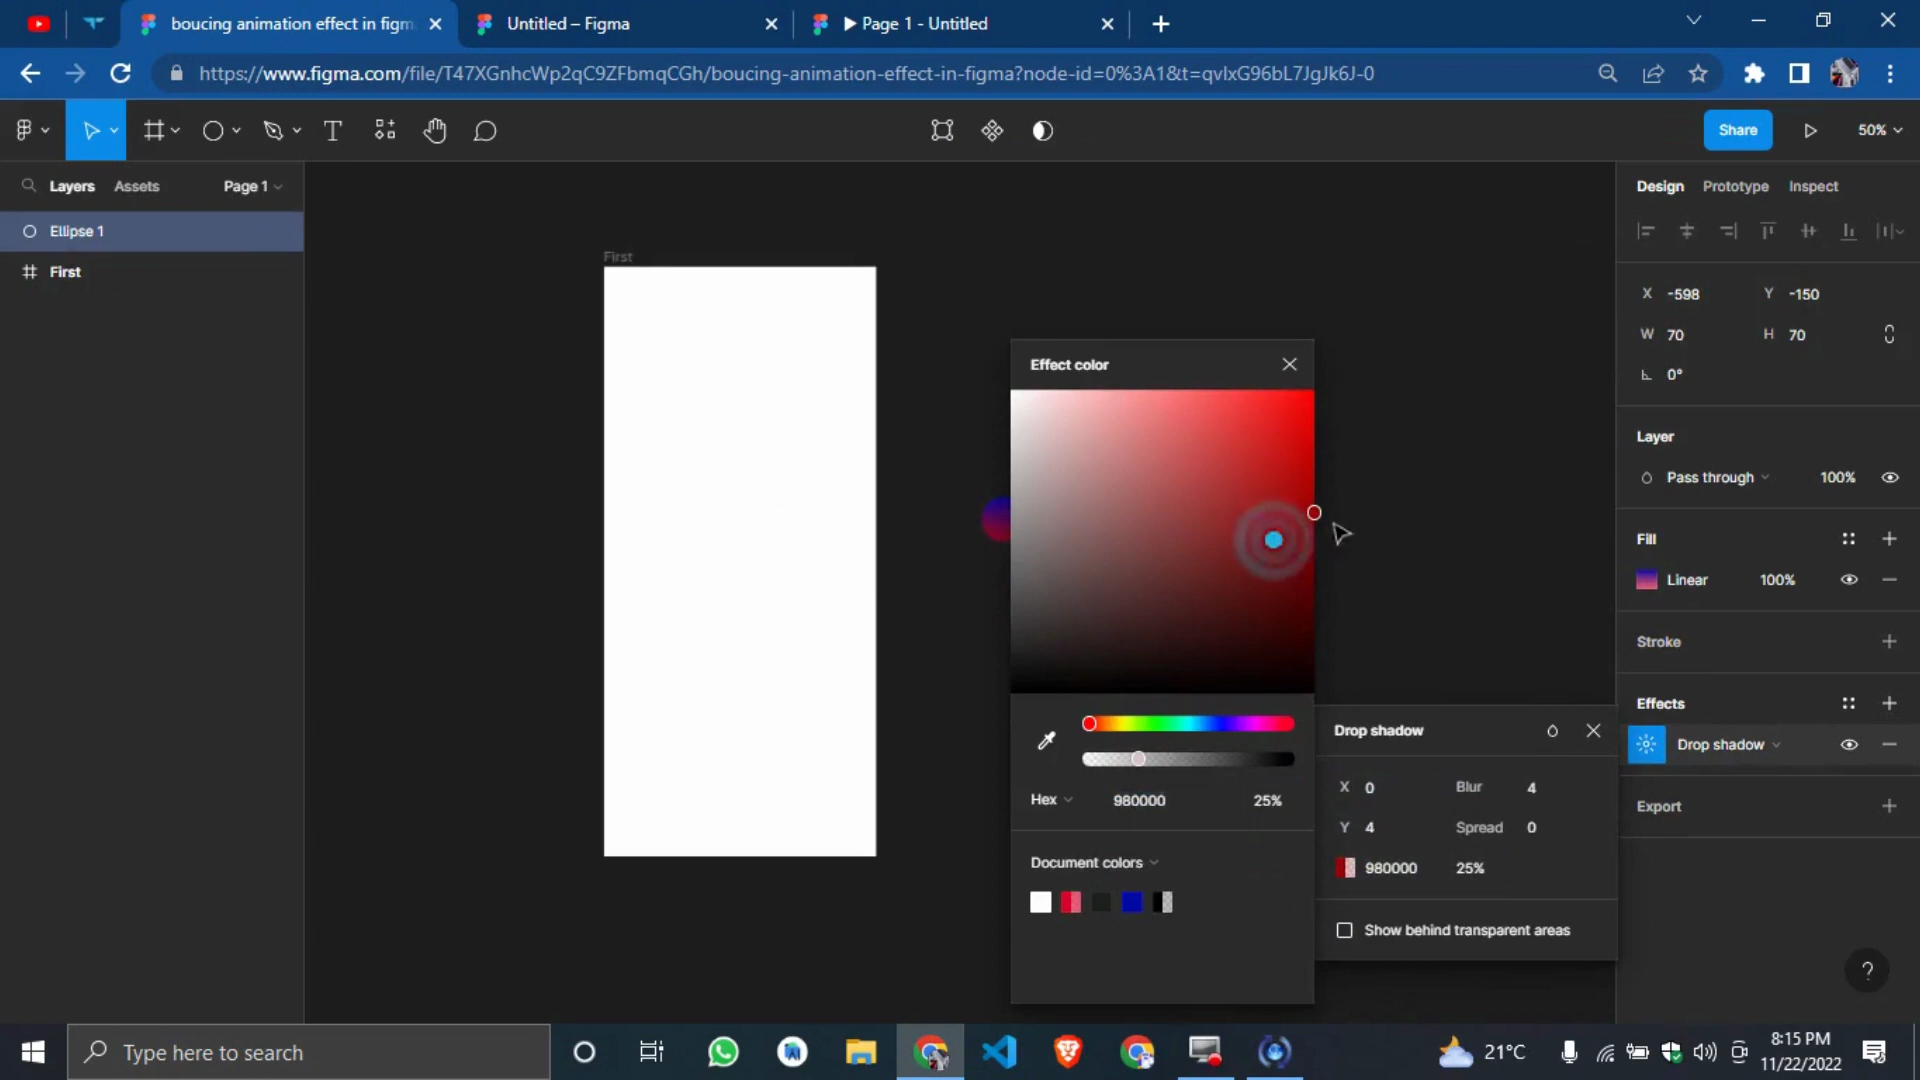 boucing animation effect in figm
Untitled – Figma
▶ Page 1 - Untitled
https://www.figma.com/file/T47XGnhcWp2qC9ZFbmqCGh/boucing-animation-effect-in-figma?node-id=0%3A1&t=qvlxG96bL7JgJk6J-0
Share
50%
Layers
Assets
Page 1
Design
Prototype
Inspect
Ellipse 1
First
First
X -598
Y -150
W 70
H 70
0°
Layer
Pass through
100%
Fill
Linear
100%
Stroke
Effects
Drop shadow
Export
Effect color
Hex
980000
25%
Document colors
Drop shadow
X 0
Blur 4
Y 4
Spread 0
980000
25%
Show behind transparent areas
?
Type here to search
21°C
8:15 PM
11/22/2022